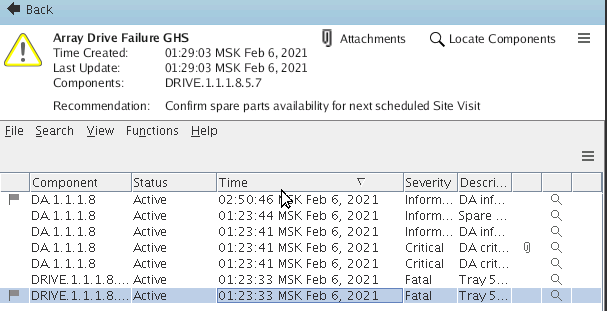 Back
Array Drive Failure GHS
Attachments
Locate Components
Time Created: 01:29:03 MSK Feb 6, 2021
Last Update: 01:29:03 MSK Feb 6, 2021
Components: DRIVE.1.1.1.8.5.7
Recommendation: Confirm spare parts availability for next scheduled Site Visit
File Search View Functions Help
Component Status Time Severity Descri...
DA.1.1.1.8 Active 02:50:46 MSK Feb 6, 2021 Inform... DA inf...
DA.1.1.1.8 Active 01:23:44 MSK Feb 6, 2021 Inform... Spare ...
DA.1.1.1.8 Active 01:23:41 MSK Feb 6, 2021 Inform... DA inf...
DA.1.1.1.8 Active 01:23:41 MSK Feb 6, 2021 Critical DA crit...
DA.1.1.1.8 Active 01:23:41 MSK Feb 6, 2021 Critical DA crit...
DRIVE.1.1.1.8.... Active 01:23:33 MSK Feb 6, 2021 Fatal Tray 5...
DRIVE.1.1.1.8.... Active 01:23:33 MSK Feb 6, 2021 Fatal Tray 5...